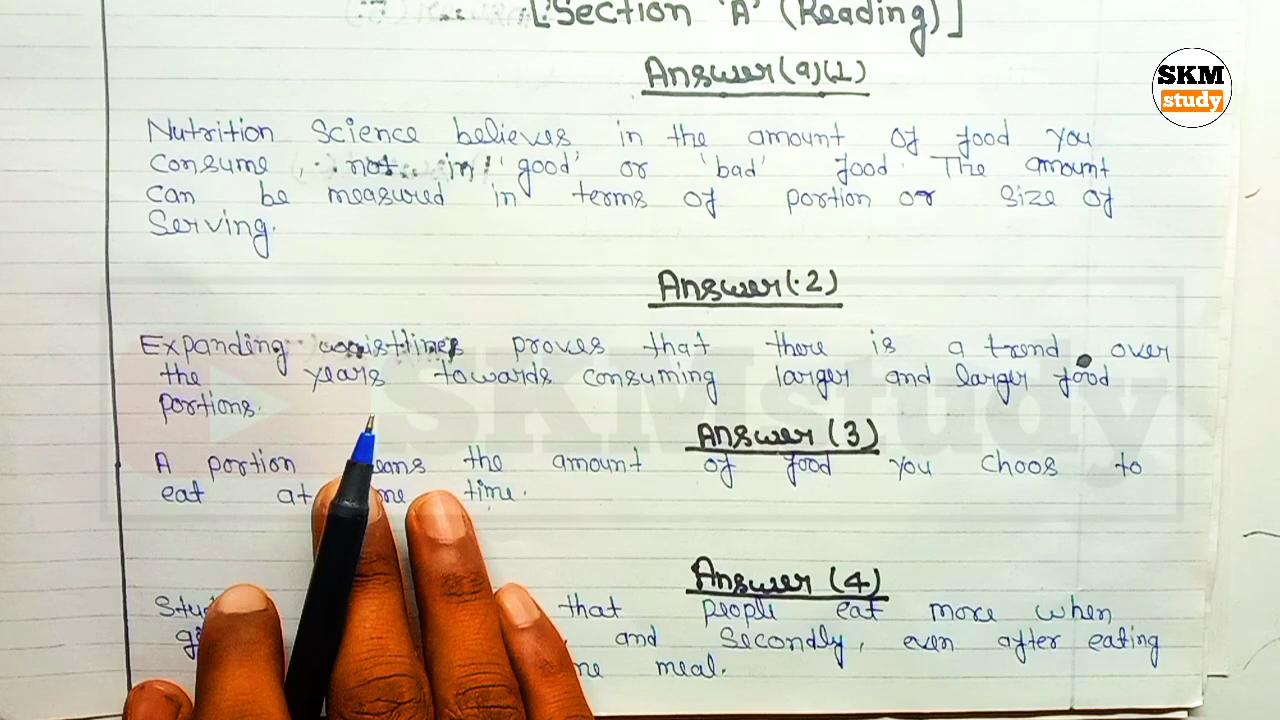 [Section 'A' (Reading)]
Answer (a)(1)
SKM
study
Nutrition Science believes in the amount of food you
consume, not in 'good' or 'bad' food. The amount
can be measured in terms of portion or size of
Serving.
Answer (2)
Expanding proves that there is a trend over
the years towards consuming larger and larger food
portions.
SKMstudy
Answer (3)
A portion the amount of food you choos to
eat at time.
Answer (4)
that people eat more when
and Secondly, even after eating
meal.